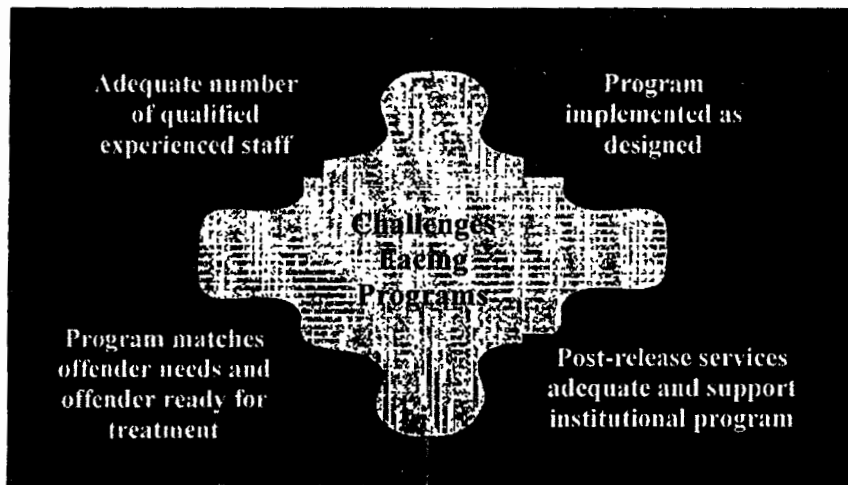 Adequate number
of qualified
experienced staff
Program
implemented as
designed
Challenges
Facing
Programs
Program matches
offender needs and
offender ready for
treatment
Post-release services
adequate and support
institutional program